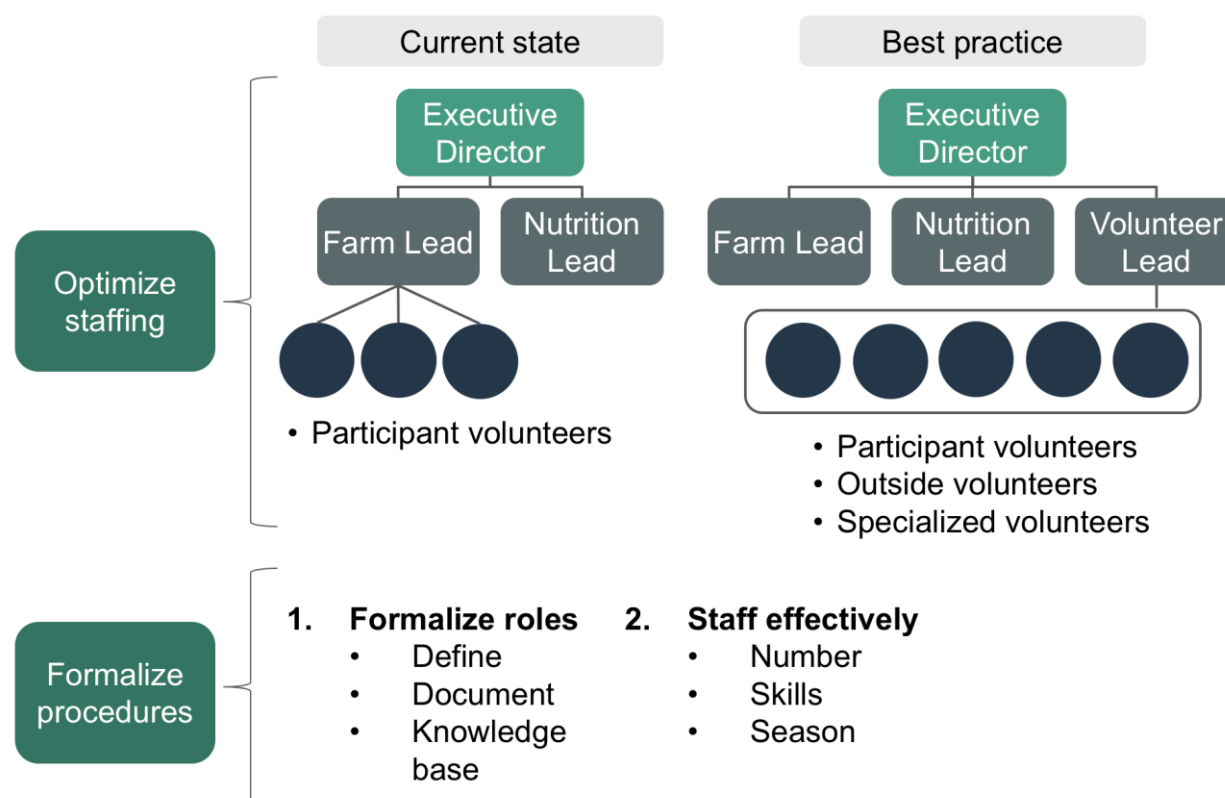 Current state
Best practice
Optimize
staffing
Executive
Director
Farm Lead
Nutrition
Lead
• Participant volunteers
Executive
Director
Farm Lead
Nutrition
Lead
Volunteer
Lead
• Participant volunteers
• Outside volunteers
• Specialized volunteers
Formalize
procedures
1. Formalize roles
• Define
• Document
• Knowledge
base
2. Staff effectively
• Number
• Skills
• Season